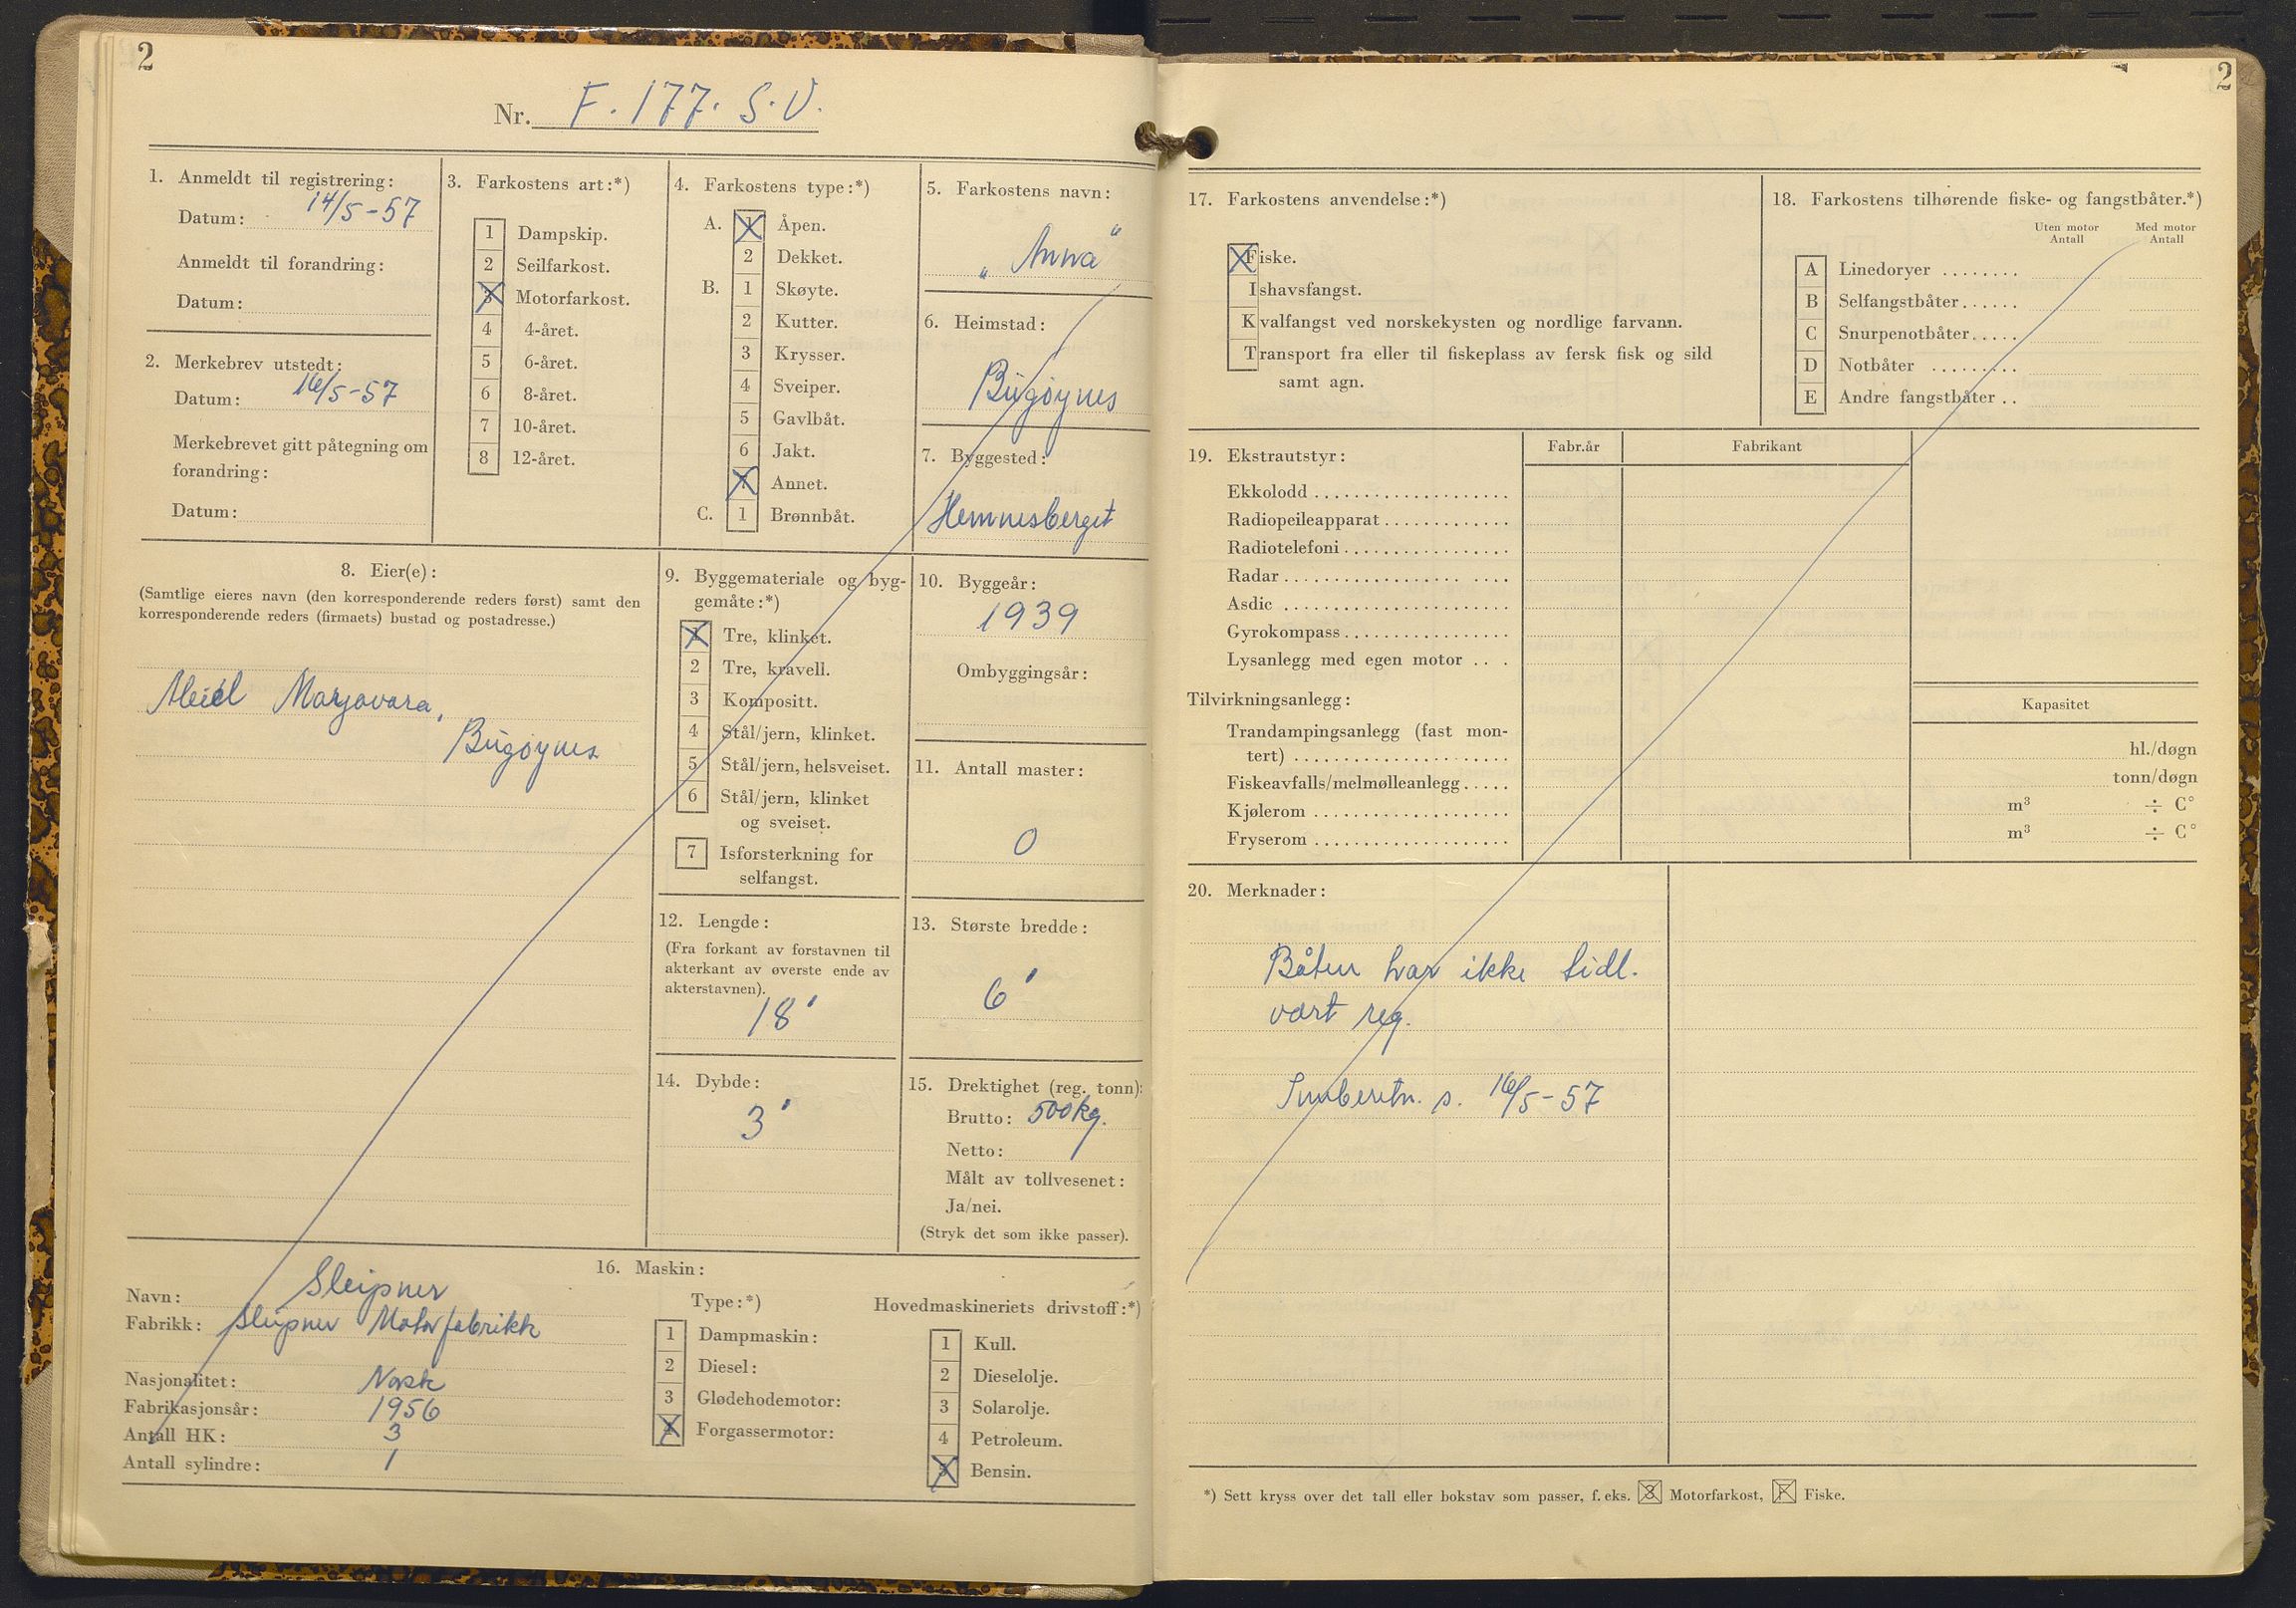 2
Nr. F. 177. S.V.
1. Anmeldt til registrering:
Datum: 14/5-57
Anmeldt til forandring:
Datum:
2. Merkebrev utstedt:
Datum: 16/5-57
Merkebrevet gitt påtegning om
forandring:
Datum:
3. Farkostens art:*)
1 Dampskip.
2 Seilfarkost.
3 Motorfarkost.
4 4-året.
5 6-året.
6 8-året.
7 10-året.
8 12-året.
4. Farkostens type:*)
A. 1 Åpen.
2 Dekket.
B. 1 Skøyte.
2 Kutter.
3 Krysser.
4 Sveiper.
5 Gavlbåt.
6 Jakt.
7 Annet.
C. 1 Brønnbåt.
5. Farkostens navn:
„Anna“
6. Heimstad:
Bugøynes
7. Byggested:
Hemnesberget
8. Eier(e):
(Samtlige eieres navn (den korresponderende reders først) samt den
korresponderende reders (firmaets) bustad og postadresse.)
Marjavara,
Bugøynes
9. Byggemateriale og byg-
gemåte:*)
1 Tre, klinket.
2 Tre, kravell.
3 Kompositt.
4 Stål/jern, klinket.
5 Stål/jern, helsveiset.
6 Stål/jern, klinket
og sveiset.
7 Isforsterkning for
selfangst.
10. Byggeår:
1939
Ombyggingsår:
11. Antall master:
0
12. Lengde:
(Fra forkant av forstavnen til
akterkant av øverste ende av
akterstavnen).
18'
13. Største bredde:
6'
14. Dybde:
3'
15. Drektighet (reg. tonn):
Brutto: 500 kg.
Netto:
Målt av tollvesenet:
Ja/nei.
(Stryk det som ikke passer).
16. Maskin:
Navn: Sleipner
Fabrikk: Sleipner Motorfabrikk
Nasjonalitet: Norsk
Fabrikasjonsår: 1956
Antall HK: 3
Antall sylindre: 1
Type:*)
1 Dampmaskin:
2 Diesel:
3 Glødehodemotor:
4 Forgassermotor:
Hovedmaskineriets drivstoff:*)
1 Kull.
2 Dieselolje.
3 Solarolje.
4 Petroleum.
5 Bensin.
2
17. Farkostens anvendelse:*)
Fiske.
Ishavsfangst.
Kvalfangst ved norskekysten og nordlige farvann.
Transport fra eller til fiskeplass av fersk fisk og sild
samt agn.
18. Farkostens tilhørende fiske- og fangstbåter.*)
Uten motor Med motor
Antall Antall
A Linedoryer ........
B Selfangstbåter......
C Snurpenotbåter.....
D Notbåter .........
E Andre fangstbåter ..
19. Ekstrautstyr: Fabr.år Fabrikant
Ekkolodd ....................
Radiopeileapparat .............
Radiotelefoni .................
Radar ................. ....
Asdic .......................
Gyrokompass .................
Lysanlegg med egen motor . . .
Tilvirkningsanlegg: Kapasitet
Trandampingsanlegg (fast mon-
tert) ...................... hl./døgn
Fiskeavfalls/melmølleanlegg..... tonn/døgn
Kjølerom .................... m³ ÷ C°
Fryserom .................... m³ ÷ C°
20. Merknader:
Båten har ikke tidl.
vært reg.
s. 16/5-57
*) Sett kryss over det tall eller bokstav som passer, f. eks. 3 Motorfarkost, F Fiske.